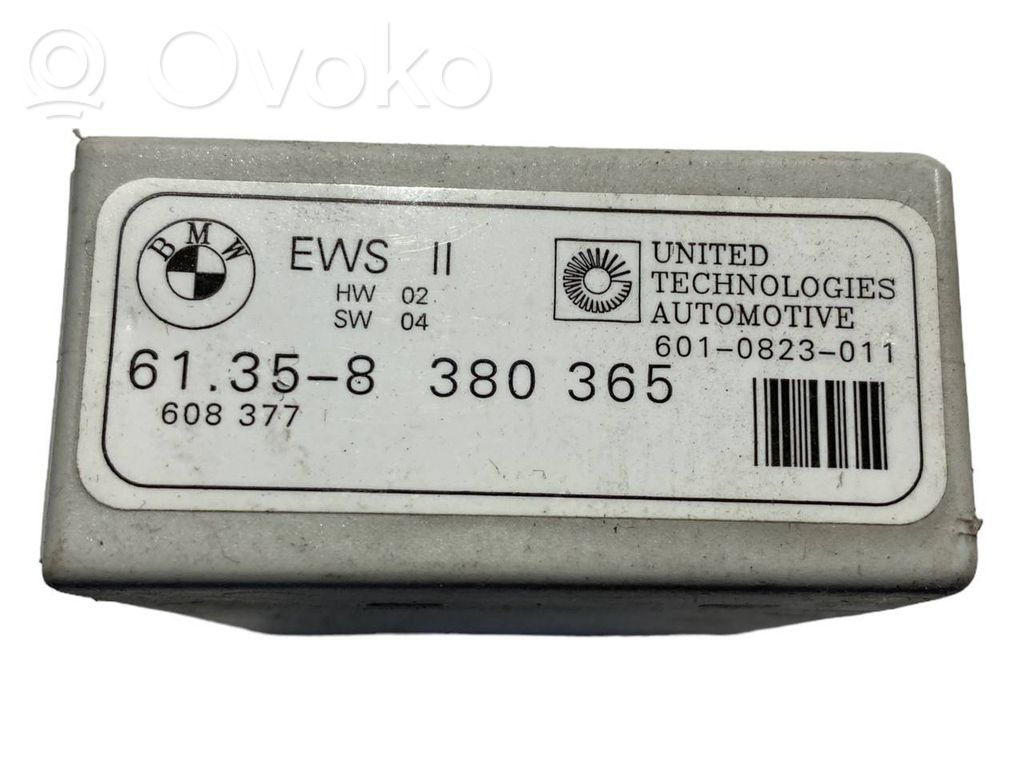 Ovoko
BMW
EWS II
HW 02
SW 04
UNITED
TECHNOLOGIES
AUTOMOTIVE
601-0823-011
61.35-8 380 365
608 377